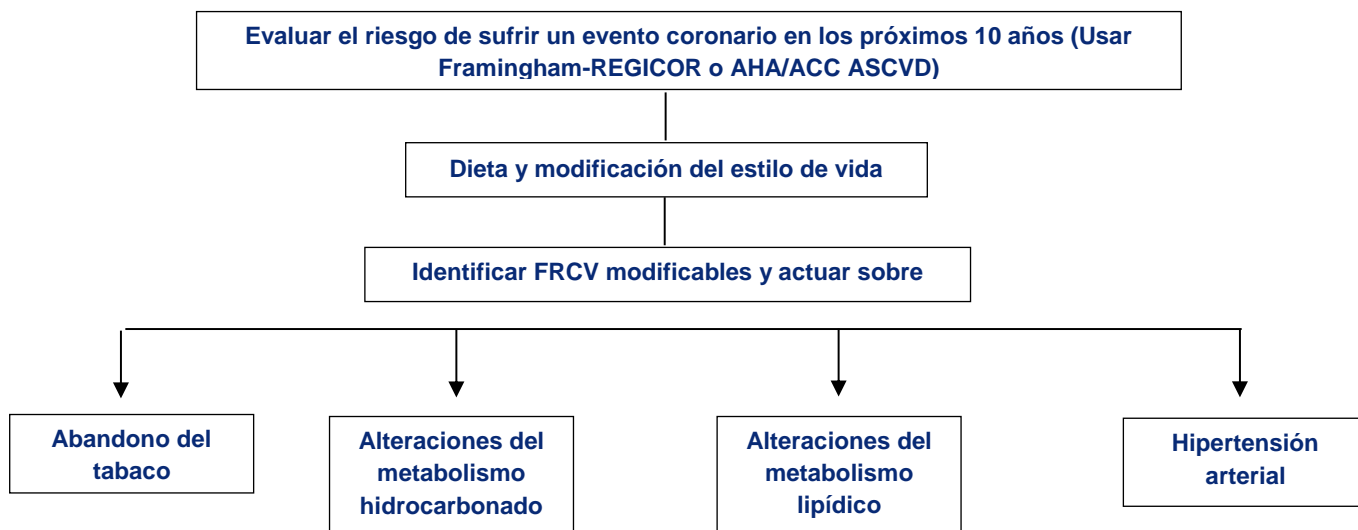 Evaluar el riesgo de sufrir un evento coronario en los próximos 10 años (Usar
Framingham-REGICOR o AHA/ACC ASCVD)
Dieta y modificación del estilo de vida
Identificar FRCV modificables y actuar sobre
Abandono del
tabaco
Alteraciones del
metabolismo
hidrocarbonado
Alteraciones del
metabolismo
lipídico
Hipertensión
arterial